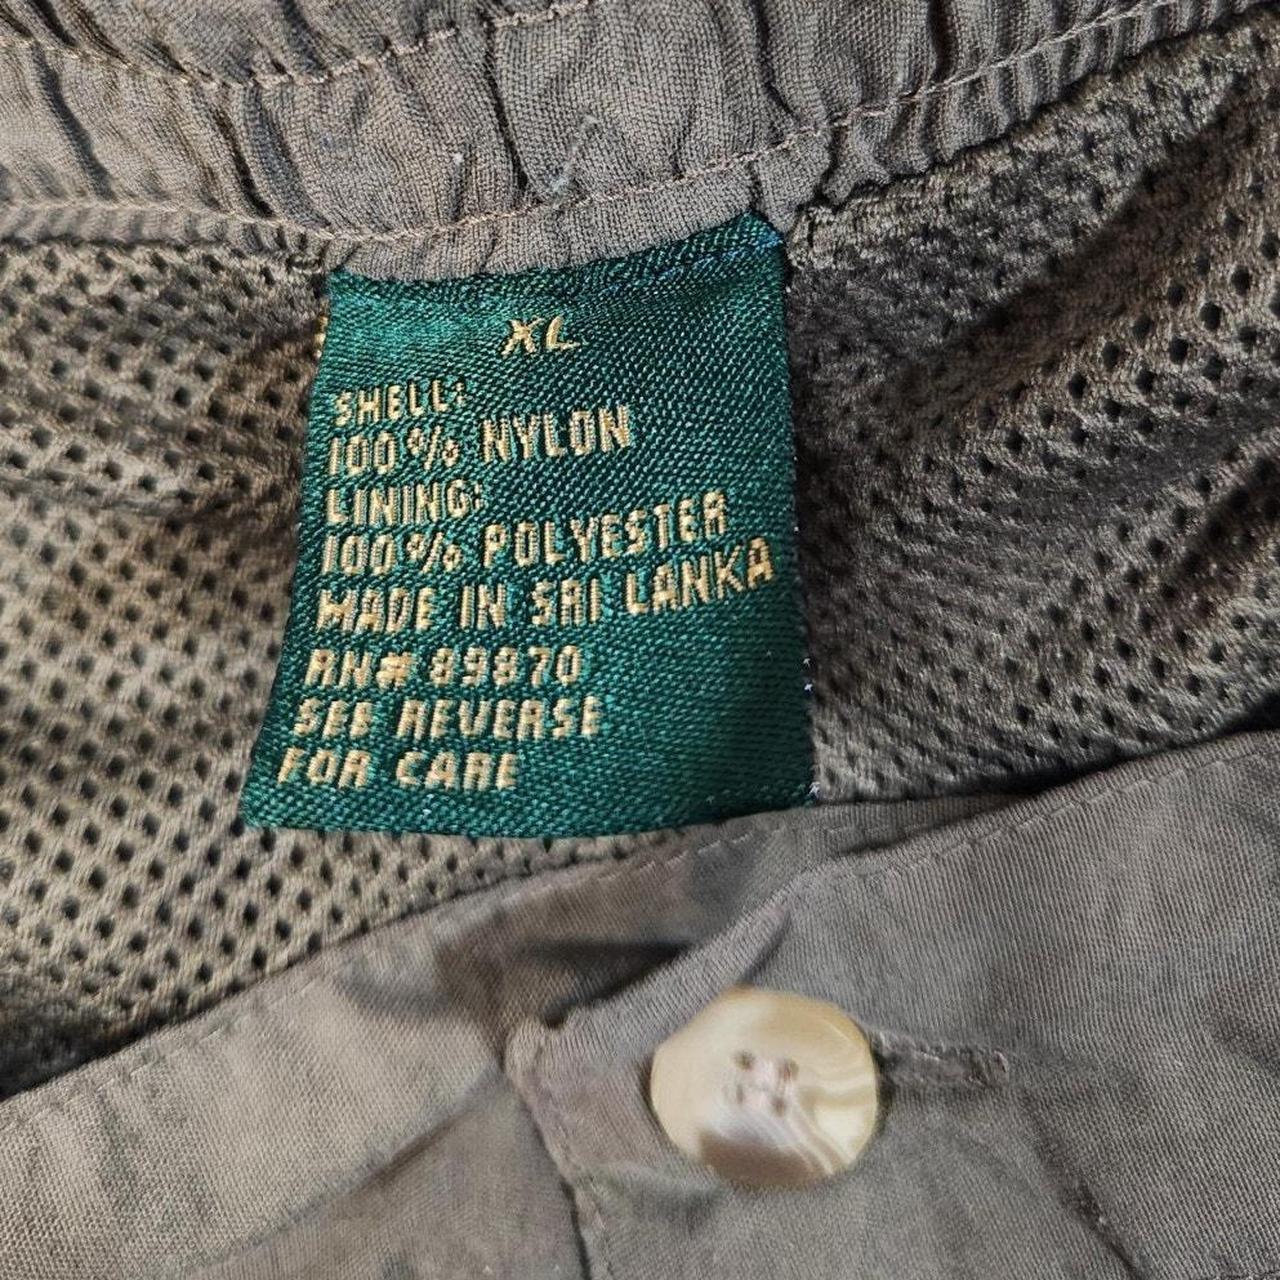 XL
SHELL:
100% NYLON
LINING:
100% POLYESTER
MADE IN SRI LANKA
RN# 89870
SEE REVERSE
FOR CARE